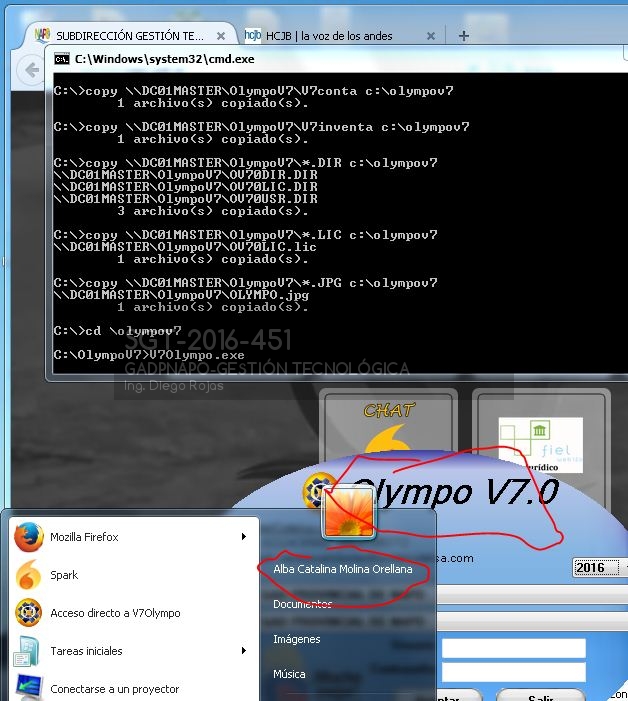 SUBDIRECCIÓN GESTIÓN TE...
hcjb HCJB | la voz de los andes
C:\Windows\system32\cmd.exe
C:\>copy \\DC01MASTER\OlympoV7\V7conta c:\olympov7
1 archivo(s) copiado(s).
C:\>copy \\DC01MASTER\OlympoV7\V7inventa c:\olympov7
1 archivo(s) copiado(s).
C:\>copy \\DC01MASTER\OlympoV7\*.DIR c:\olympov7
\\DC01MASTER\OlympoV7\OV70DIR.DIR
\\DC01MASTER\OlympoV7\OV70LIC.DIR
\\DC01MASTER\OlympoV7\OV70USR.DIR
3 archivo(s) copiado(s).
C:\>copy \\DC01MASTER\OlympoV7\*.LIC c:\olympov7
\\DC01MASTER\OlympoV7\OV70LIC.lic
1 archivo(s) copiado(s).
C:\>copy \\DC01MASTER\OlympoV7\*.JPG c:\olympov7
\\DC01MASTER\OlympoV7\OLYMPO.jpg
1 archivo(s) copiado(s).
C:\>cd \olympov7
SGT-2016-451
C:\OlympoV7>V7Olympo.exe
GADPNAPO-GESTIÓN TECNOLÓGICA
Ing. Diego Rojas
CHAT
fiel
web
rídico
Olympo V7.0
sa.com
2016
Mozilla Firefox
Spark
Acceso directo a V7Olympo
Tareas iniciales
Conectarse a un proyector
Alba Catalina Molina Orellana
Documentos
Imágenes
Música
ptar
Salir
Con